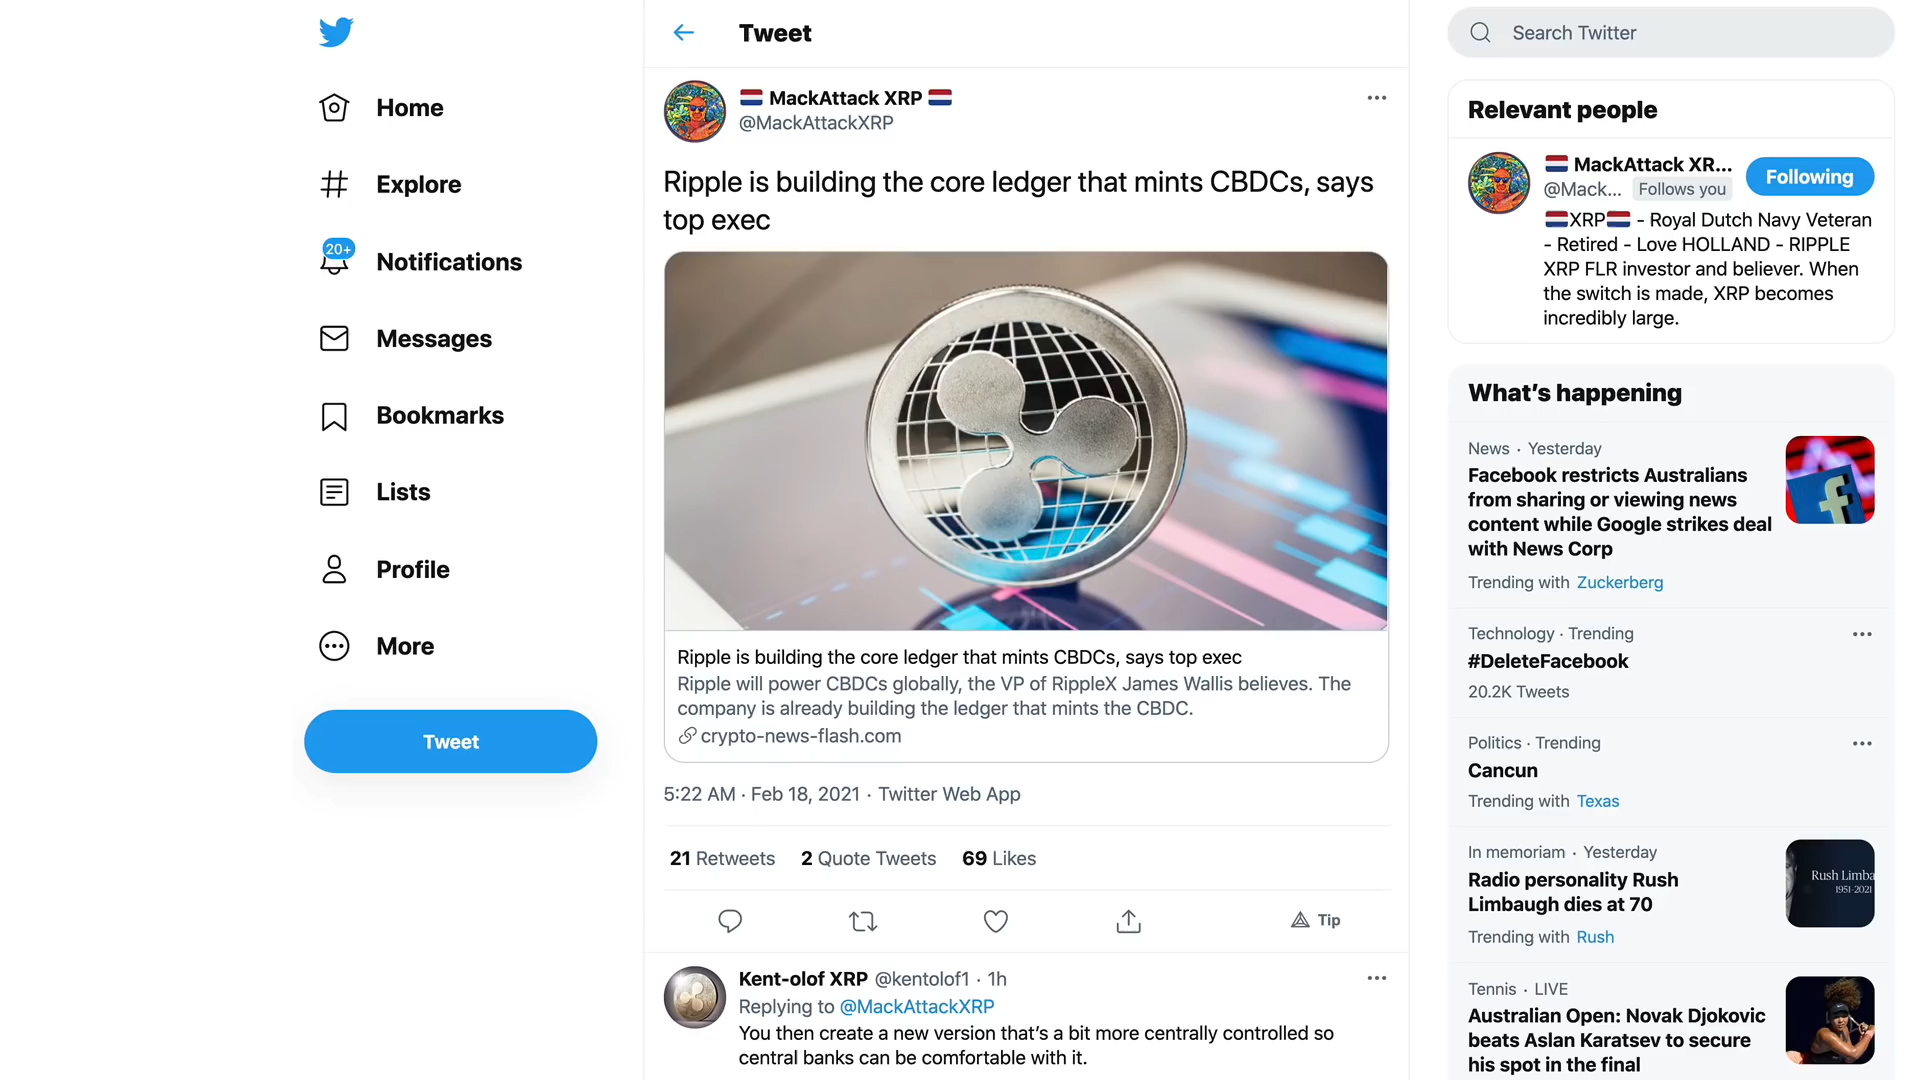 Home
Explore
20+
Notifications
Messages
Bookmarks
Lists
Profile
More
Tweet
Tweet
MackAttack XRP
@MackAttackXRP
Ripple is building the core ledger that mints CBDCs, says
top exec
Ripple is building the core ledger that mints CBDCs, says top exec
Ripple will power CBDCs globally, the VP of RippleX James Wallis believes. The
company is already building the ledger that mints the CBDC.
crypto-news-flash.com
5:22 AM · Feb 18, 2021 · Twitter Web App
21 Retweets 2 Quote Tweets 69 Likes
Tip
Kent-olof XRP @kentolof1 · 1h
Replying to @MackAttackXRP
You then create a new version that's a bit more centrally controlled so
central banks can be comfortable with it.
Search Twitter
Relevant people
MackAttack XR...
@Mack... Follows you
Following
XRP - Royal Dutch Navy Veteran
- Retired - Love HOLLAND - RIPPLE
XRP FLR investor and believer. When
the switch is made, XRP becomes
incredibly large.
What's happening
News · Yesterday
Facebook restricts Australians
from sharing or viewing news
content while Google strikes deal
with News Corp
Trending with Zuckerberg
Technology · Trending
#DeleteFacebook
20.2K Tweets
Politics · Trending
Cancun
Trending with Texas
In memoriam · Yesterday
Radio personality Rush
Limbaugh dies at 70
Trending with Rush
Rush Limba
1951-2021
Tennis · LIVE
Australian Open: Novak Djokovic
beats Aslan Karatsev to secure
his spot in the final